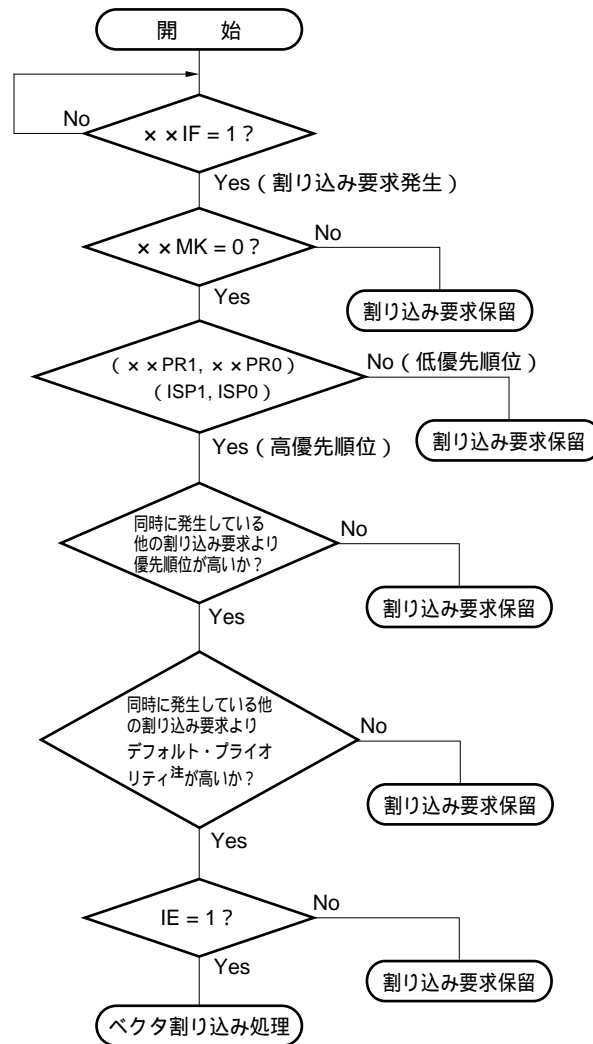 開　始
No
××IF = 1？
Yes（割り込み要求発生）
××MK = 0？
No
割り込み要求保留
Yes
（××PR1, ××PR0）
（ISP1, ISP0）
No（低優先順位）
割り込み要求保留
Yes（高優先順位）
同時に発生している
他の割り込み要求より
優先順位が高いか？
No
割り込み要求保留
Yes
同時に発生している他
の割り込み要求より
デフォルト・プライオ
リティ注が高いか？
No
割り込み要求保留
Yes
IE = 1？
No
割り込み要求保留
Yes
ベクタ割り込み処理